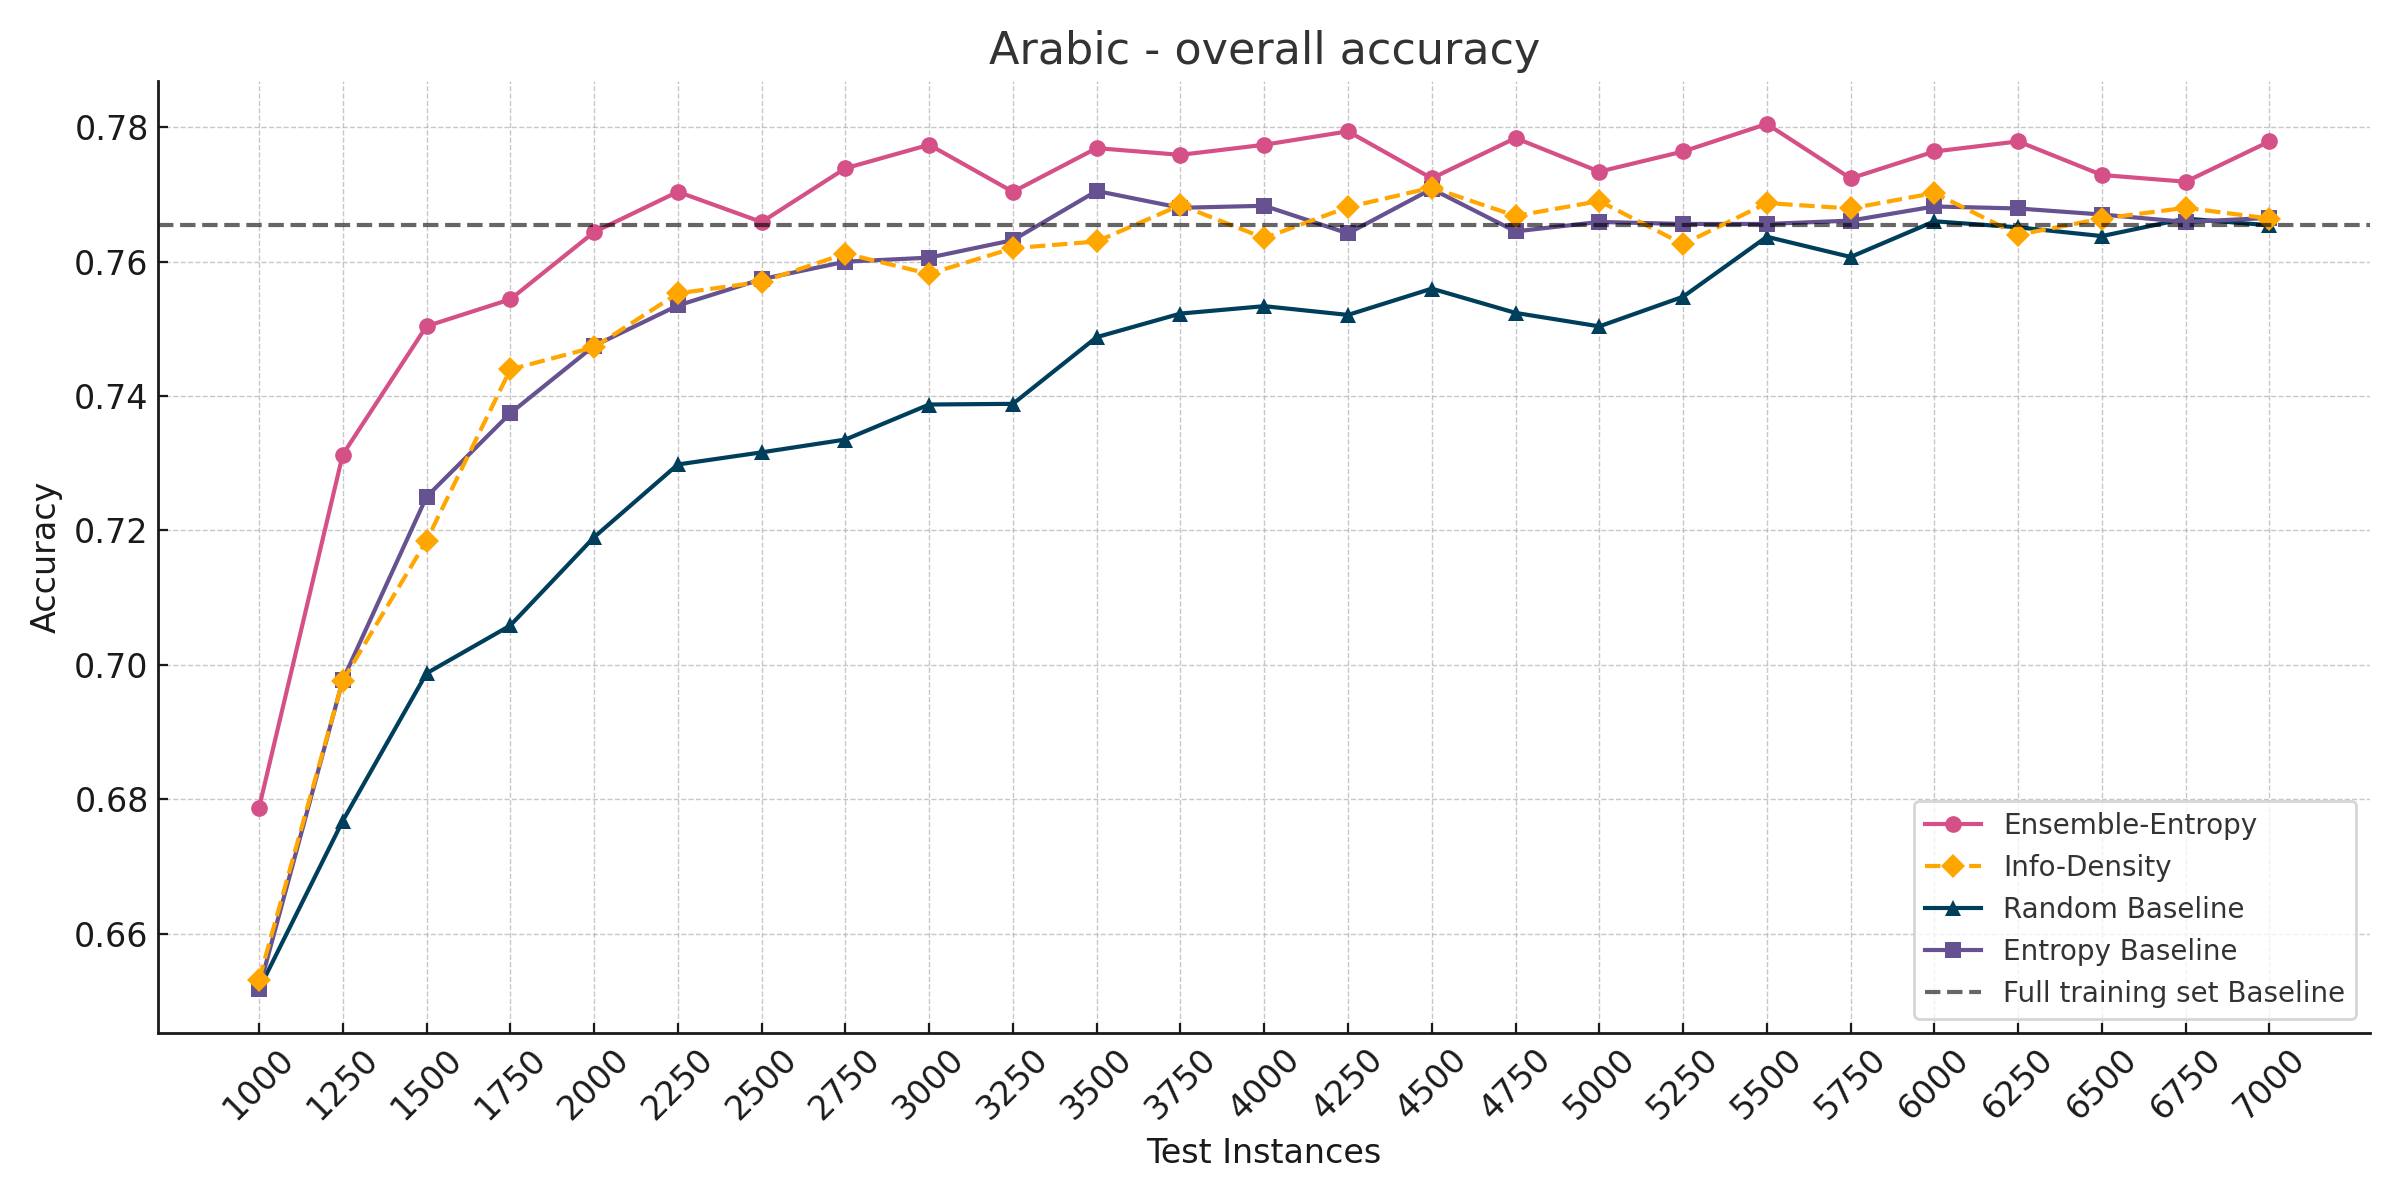 Arabic - overall accuracy
Accuracy
0.78
0.76
0.74
0.72
0.70
0.68
0.66
Ensemble-Entropy
Info-Density
Random Baseline
Entropy Baseline
Full training set Baseline
1000 1250 1500 1750 2000 2250 2500 2750 3000 3250 3500 3750 4000 4250 4500 4750 5000 5250 5500 5750 6000 6250 6500 6750 7000
Test Instances